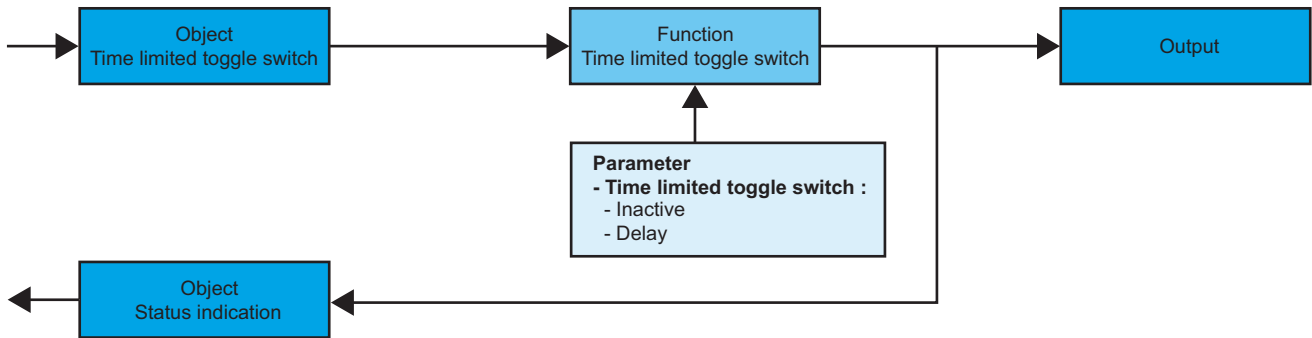 Object
Time limited toggle switch
Function
Time limited toggle switch
Output
Parameter
- Time limited toggle switch :
- Inactive
- Delay
Object
Status indication